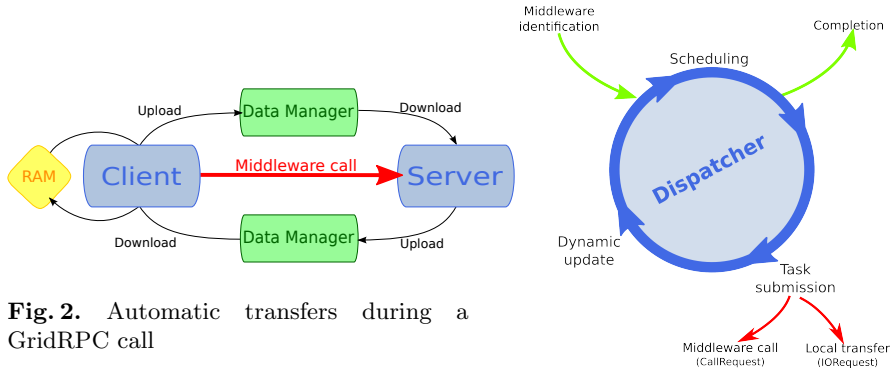 Upload
Data Manager
Download
RAM
Client
Middleware call
Server
Download
Data Manager
Upload
Fig. 2. Automatic transfers during a
GridRPC call
Middleware
identification
Completion
Scheduling
Dispatcher
Dynamic
update
Task
submission
Middleware call
(CallRequest)
Local transfer
(IORequest)